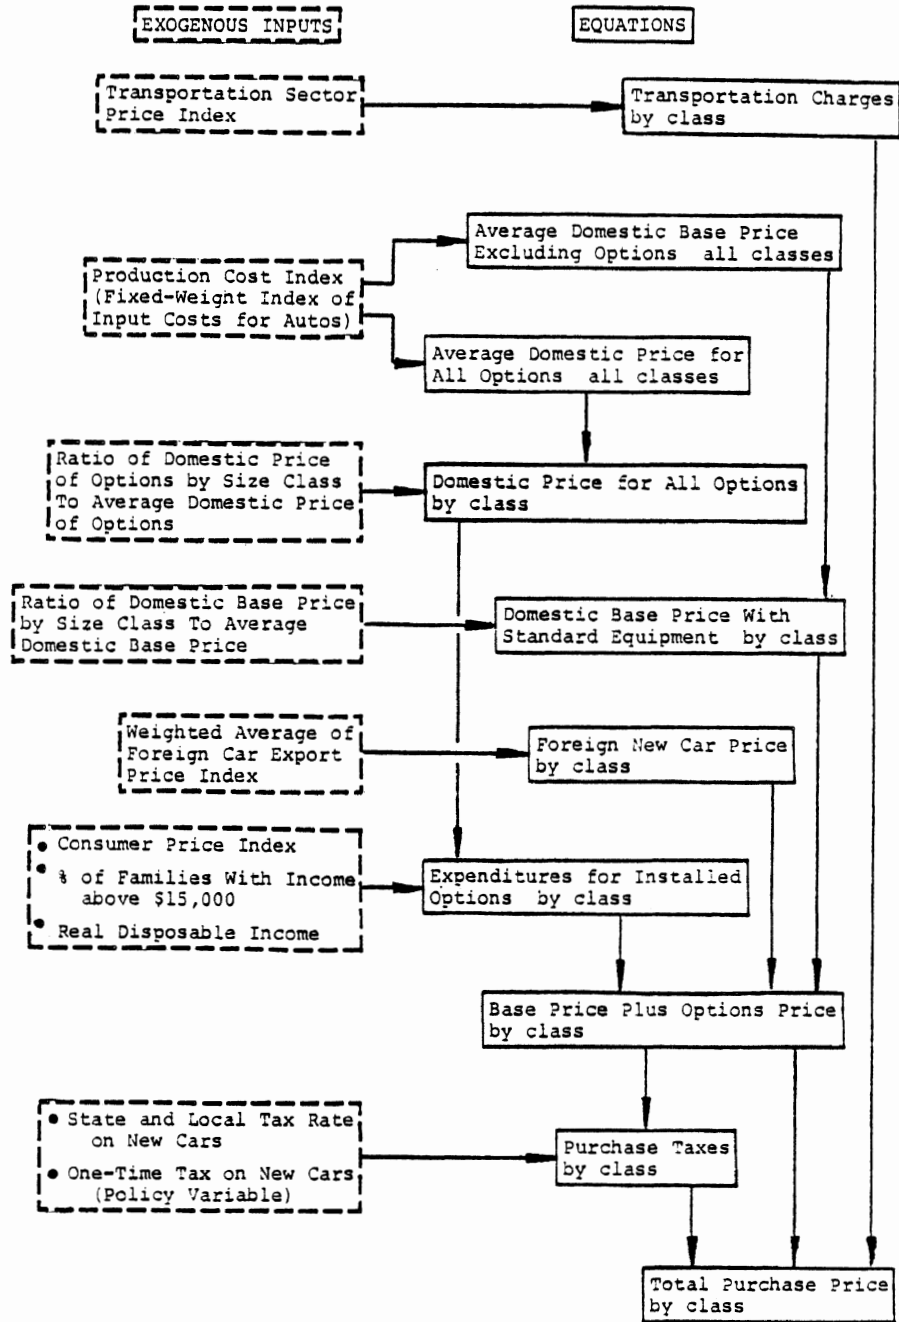 EXOGENOUS INPUTS
EQUATIONS
Transportation Sector
Price Index
Transportation Charges
by class
Average Domestic Base Price
Excluding Options all classes
Production Cost Index
(Fixed-Weight Index of
Input Costs for Autos)
Average Domestic Price for
All Options all classes
Ratio of Domestic Price
of Options by Size Class
To Average Domestic Price
of Options
Domestic Price for All Options
by class
Ratio of Domestic Base Price
by Size Class To Average
Domestic Base Price
Domestic Base Price With
Standard Equipment by class
Weighted Average of
Foreign Car Export
Price Index
Foreign New Car Price
by class
• Consumer Price Index
• % of Families With Income
above $15,000
• Real Disposable Income
Expenditures for Installed
Options by class
Base Price Plus Options Price
by class
• State and Local Tax Rate
on New Cars
• One-Time Tax on New Cars
(Policy Variable)
Purchase Taxes
by class
Total Purchase Price
by class